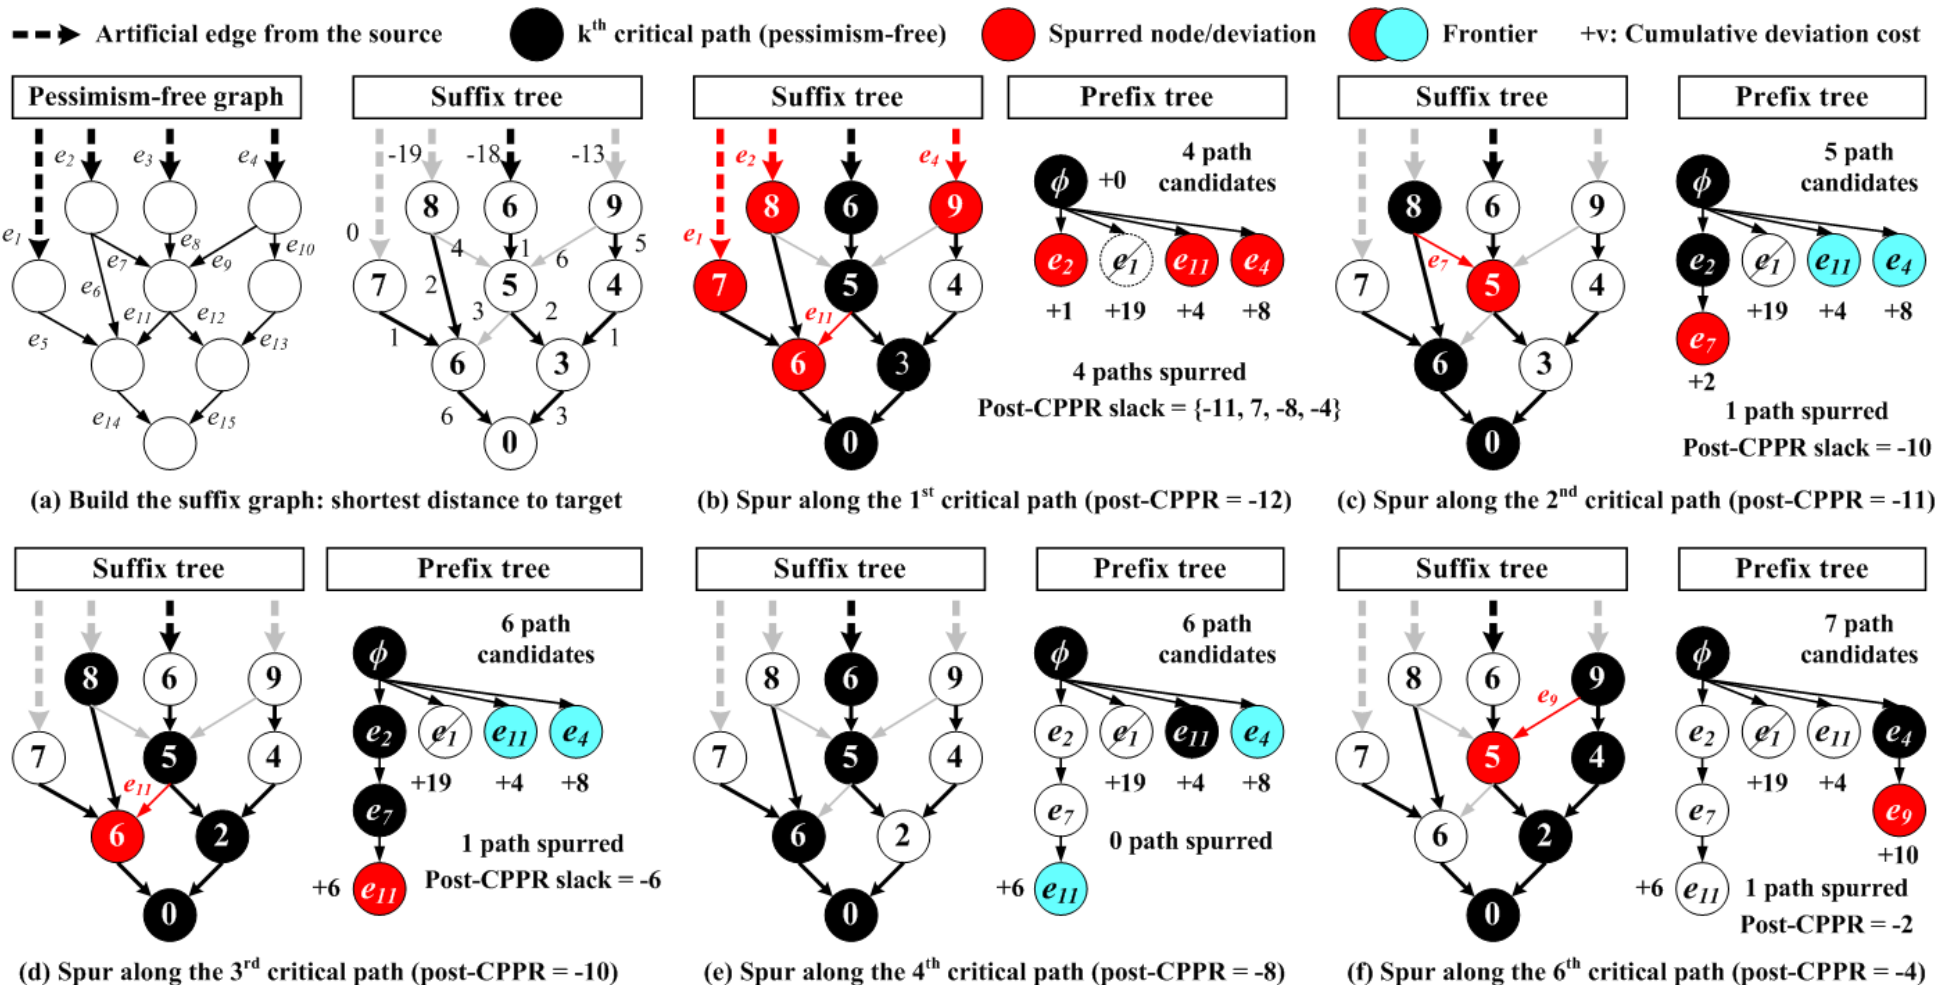 Artificial edge from the source
kth critical path (pessimism-free)
Spurred node/deviation
Frontier
+v: Cumulative deviation cost
Pessimism-free graph
e2 e3 e4
e1 e8 e10
e7 e9
e6
e11 e12
e5 e13
e14 e15
Suffix tree
-19 -18 -13
8 6 9
0 4 1 6 5
7 2 5 4
3 2
1 6 3 1
6 3
0
(a) Build the suffix graph: shortest distance to target
Suffix tree
e2 e4
8 6 9
e1
7 5 4
e11
6 3
0
Prefix tree
ϕ +0
4 path
candidates
e2 e1 e11 e4
+1 +19 +4 +8
4 paths spurred
Post-CPPR slack = {-11, 7, -8, -4}
(b) Spur along the 1st critical path (post-CPPR = -12)
Suffix tree
8 6 9
e7
7 5 4
6 3
0
Prefix tree
ϕ
5 path
candidates
e2 e1 e11 e4
+19 +4 +8
e7
+2
1 path spurred
Post-CPPR slack = -10
(c) Spur along the 2nd critical path (post-CPPR = -11)
Suffix tree
8 6 9
7 5 4
e11
6 2
0
Prefix tree
ϕ
6 path
candidates
e2 e1 e11 e4
+19 +4 +8
e7
1 path spurred
Post-CPPR slack = -6
+6 e11
(d) Spur along the 3rd critical path (post-CPPR = -10)
Suffix tree
8 6 9
7 5 4
6 2
0
Prefix tree
ϕ
6 path
candidates
e2 e1 e11 e4
+19 +4 +8
e7
0 path spurred
+6 e11
(e) Spur along the 4th critical path (post-CPPR = -8)
Suffix tree
8 6 9
e9
7 5 4
6 2
0
Prefix tree
ϕ
7 path
candidates
e2 e1 e11 e4
+19 +4
e7 e9
+10
+6 e11
1 path spurred
Post-CPPR = -2
(f) Spur along the 6th critical path (post-CPPR = -4)